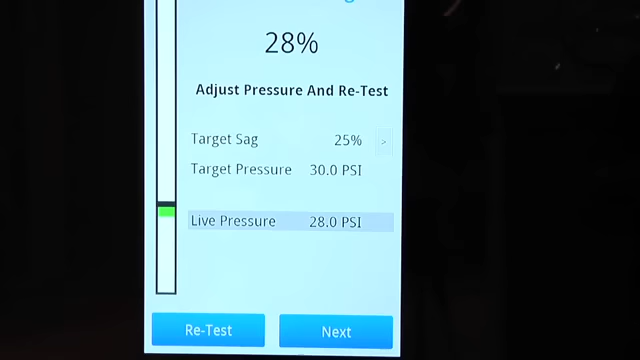 28%
Adjust Pressure And Re-Test
Target Sag 25% >
Target Pressure 30.0 PSI
Live Pressure 28.0 PSI
Re-Test Next